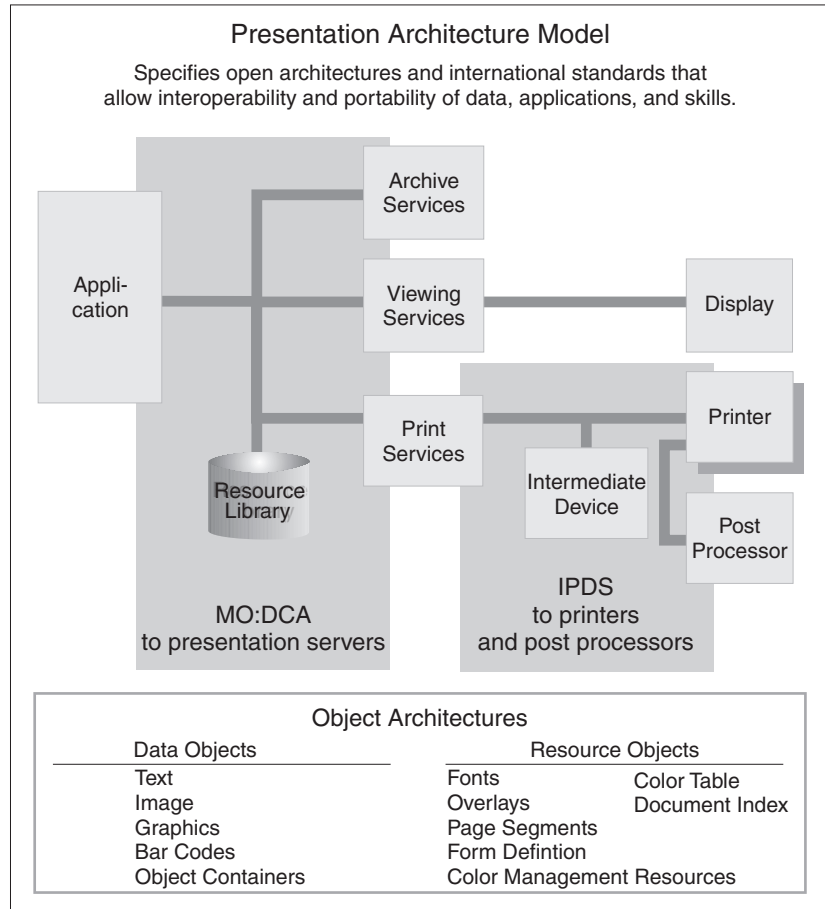 Presentation Architecture Model
Specifies open architectures and international standards that
allow interoperability and portability of data, applications, and skills.
Archive
Services
Appli-
cation
Viewing
Services
Display
Print
Services
Printer
Resource
Library
Intermediate
Device
Post
Processor
MO:DCA
to presentation servers
IPDS
to printers
and post processors
Object Architectures
Data Objects
Text
Image
Graphics
Bar Codes
Object Containers
Resource Objects
Fonts
Overlays
Page Segments
Form Defintion
Color Management Resources
Color Table
Document Index